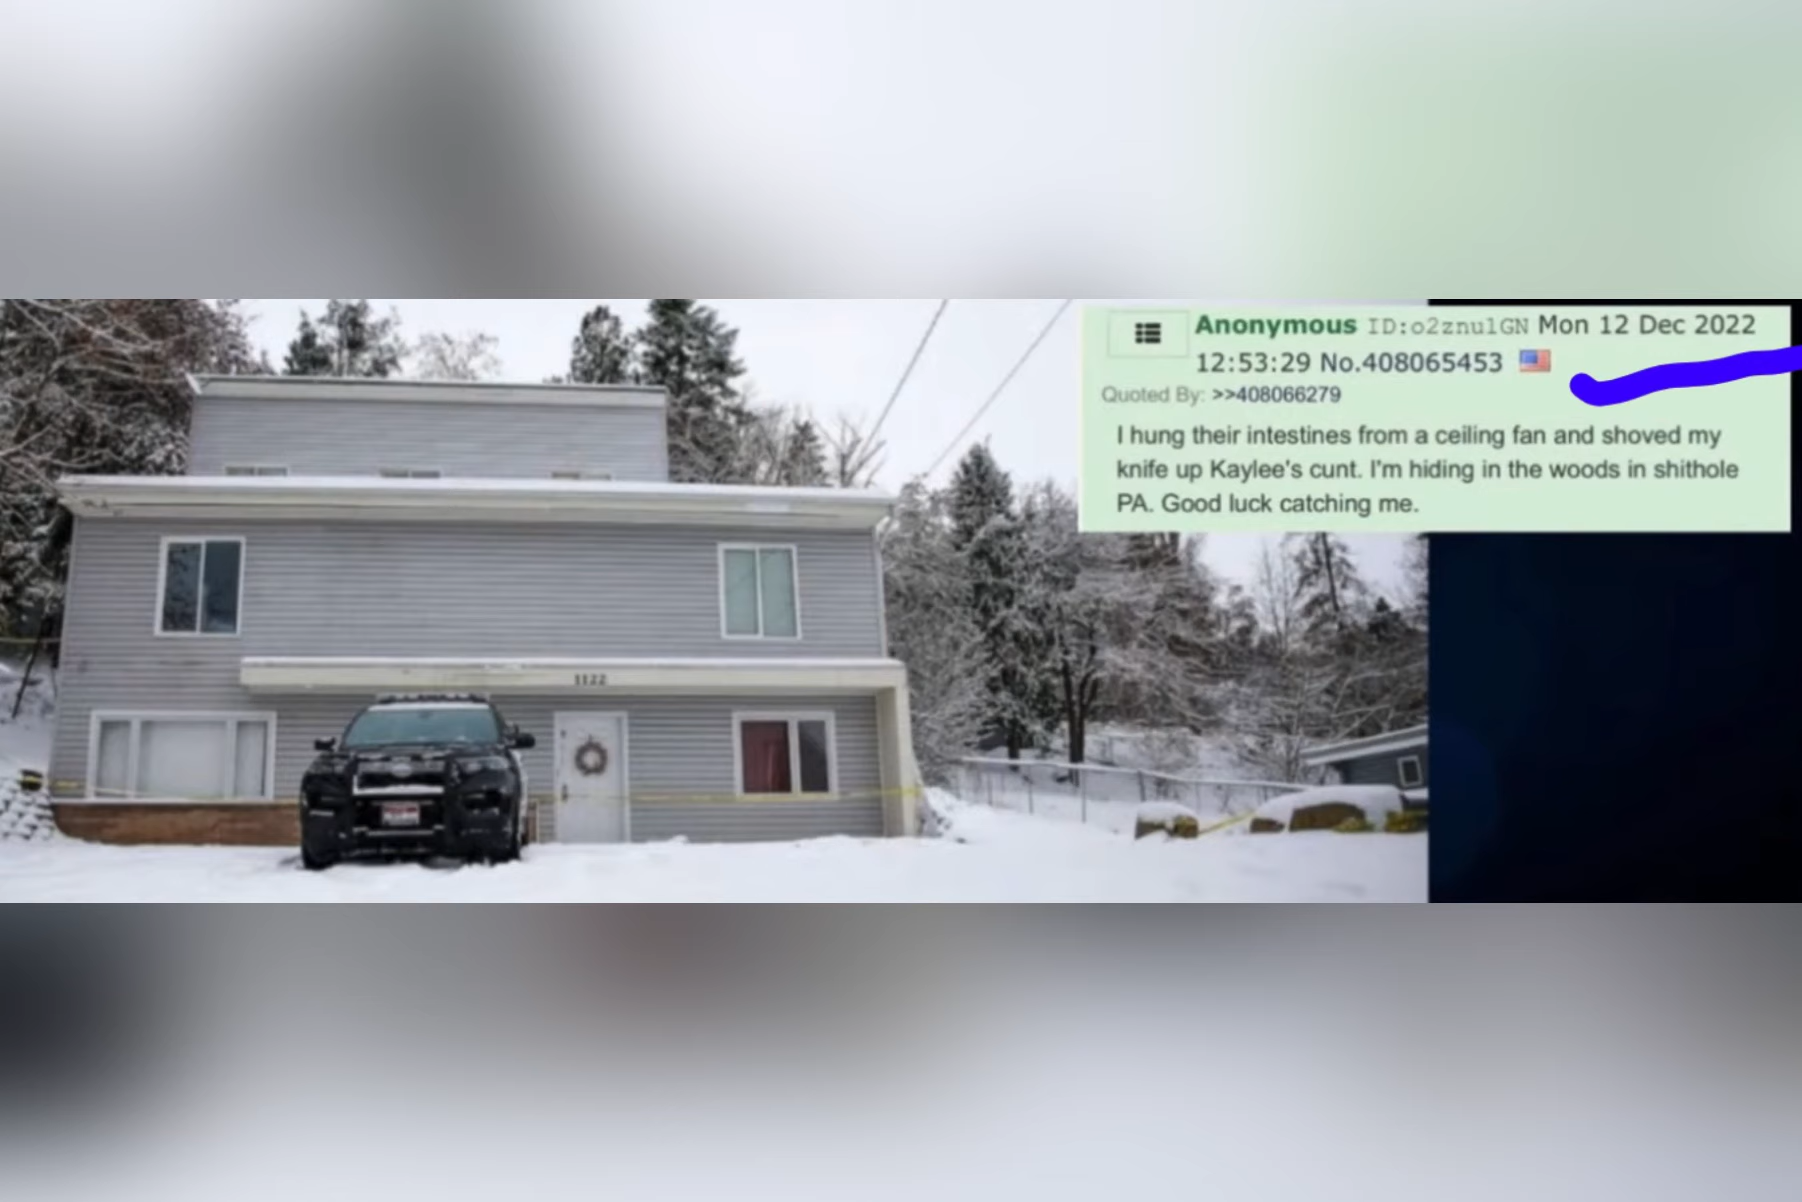 1122
Anonymous ID:o2znu1GN Mon 12 Dec 2022
12:53:29 No.408065453
Quoted By: >>408066279
I hung their intestines from a ceiling fan and shoved my
knife up Kaylee's cunt. I'm hiding in the woods in shithole
PA. Good luck catching me.